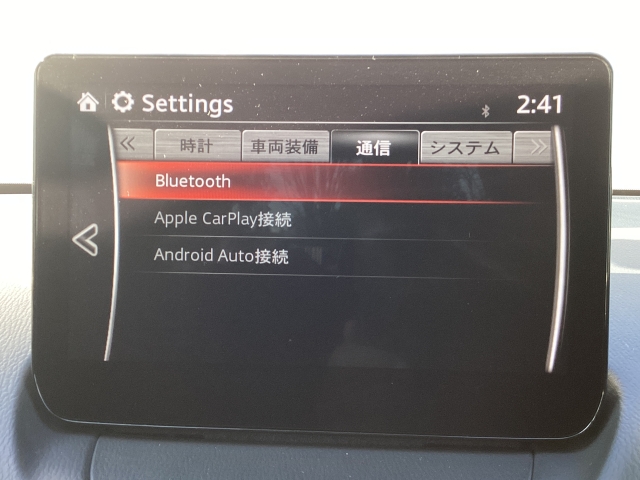 Settings 2:41
時計 車両装備 通信 システム
Bluetooth
Apple CarPlay接続
Android Auto接続